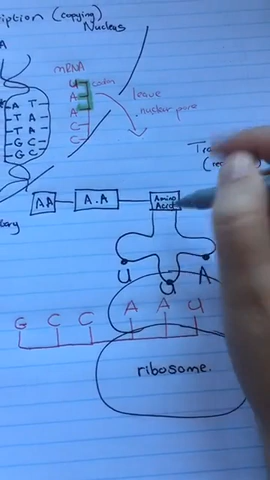 ription (copying)
Nucleus
A
mRNA
U
A
A
C
C
codon
leave
nuclear pore
A T
T A
T A
G C
G C
Tra
(re
AA
A.A
Amino
Acid
U
A
G C C A A U
ribosome.